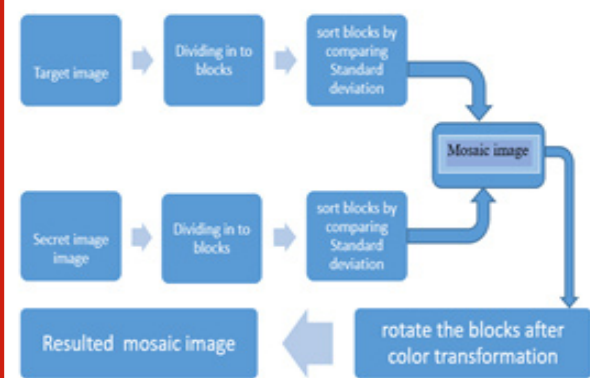 Target image
Dividing in to
blocks
sort blocks by
comparing
Standard
deviation
Mosaic image
Secret image
image
Dividing in to
blocks
sort blocks by
comparing
Standard
deviation
Resulted mosaic image
rotate the blocks after
color transformation